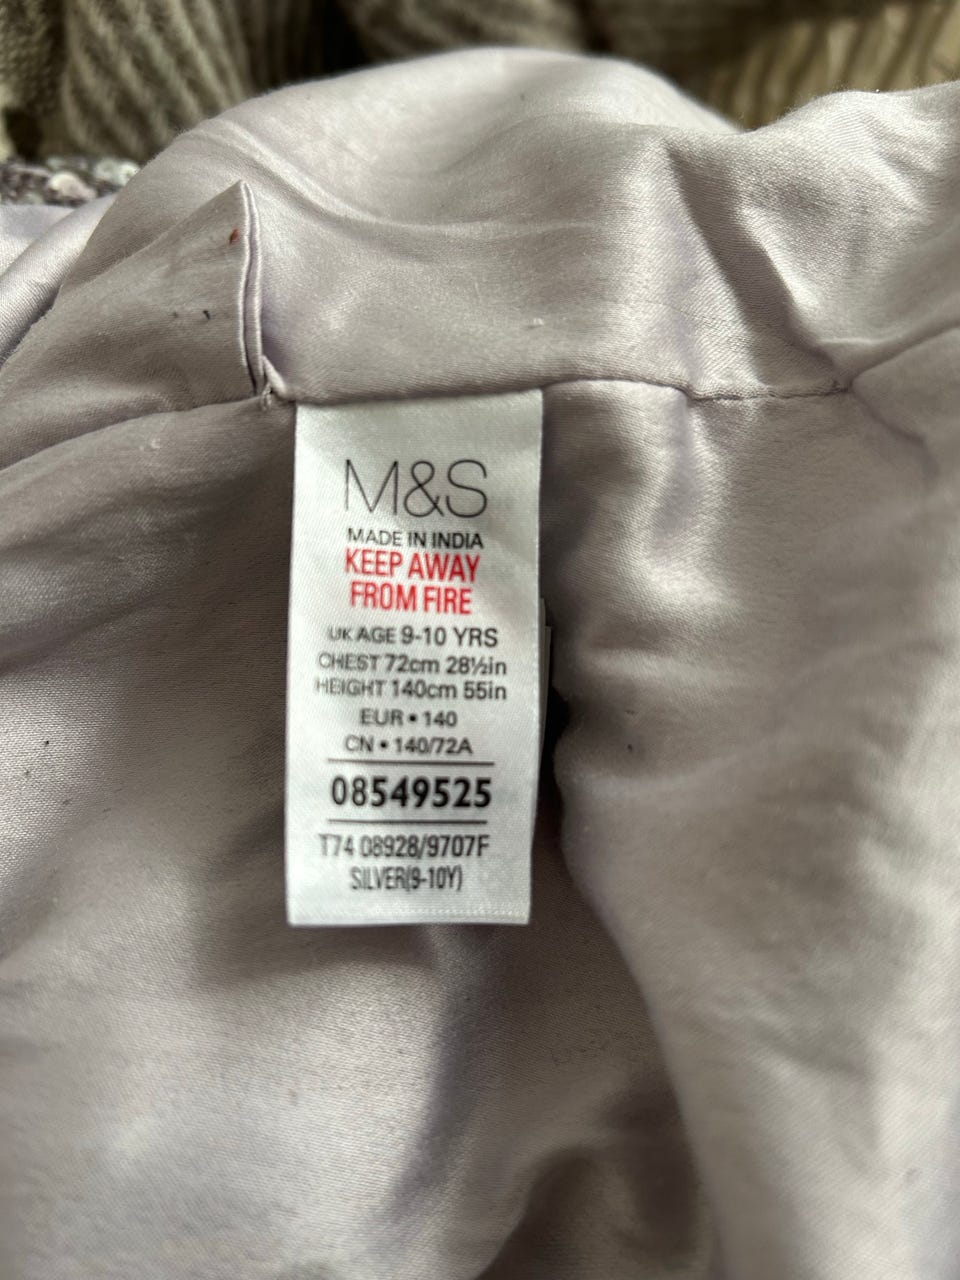 M&S
MADE IN INDIA
KEEP AWAY
FROM FIRE
UK AGE 9-10 YRS
CHEST 72cm 28½in
HEIGHT 140cm 55in
EUR • 140
CN • 140/72A
08549525
T74 08928/9707F
SILVER(9-10Y)